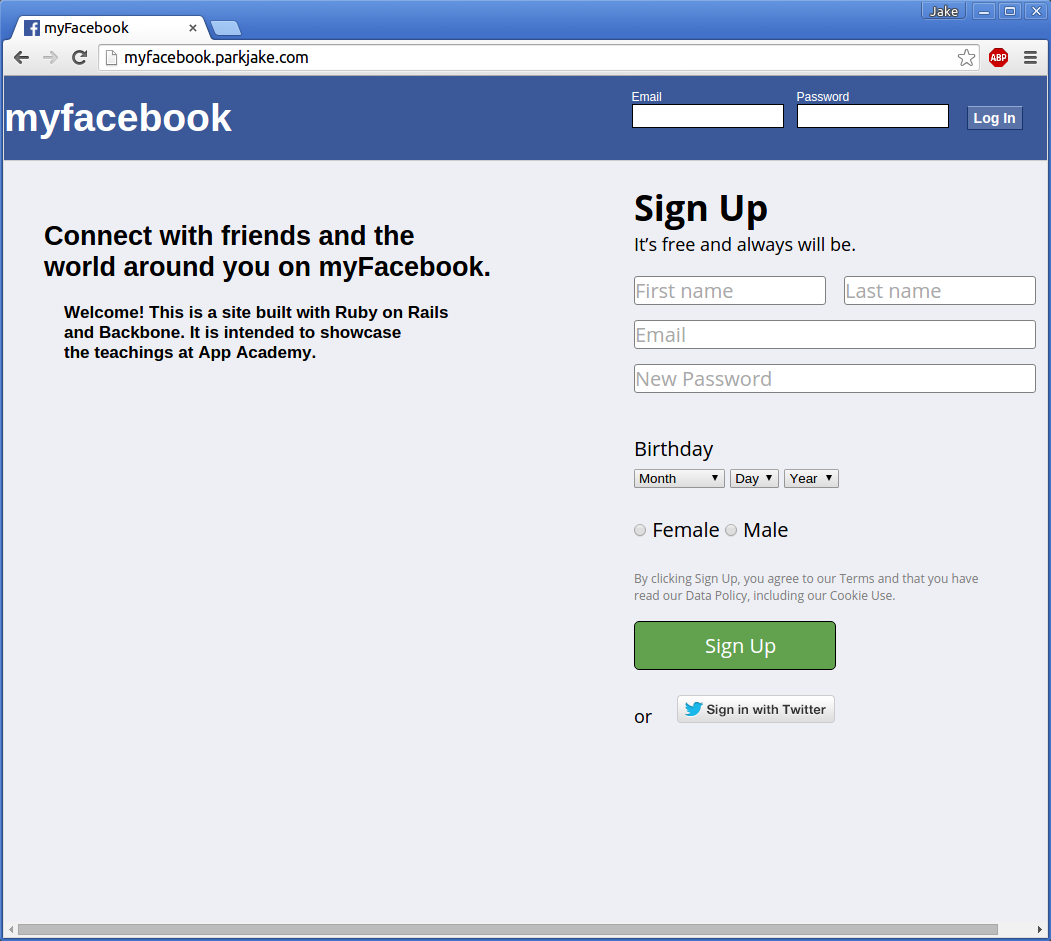 Jake
myFacebook
myfacebook.parkjake.com
ABP
myfacebook
Email
Password
Log In
Connect with friends and the
world around you on myFacebook.
Welcome! This is a site built with Ruby on Rails
and Backbone. It is intended to showcase
the teachings at App Academy.
Sign Up
It’s free and always will be.
First name
Last name
Email
New Password
Birthday
Month
Day
Year
Female
Male
By clicking Sign Up, you agree to our Terms and that you have
read our Data Policy, including our Cookie Use.
Sign Up
or
Sign in with Twitter